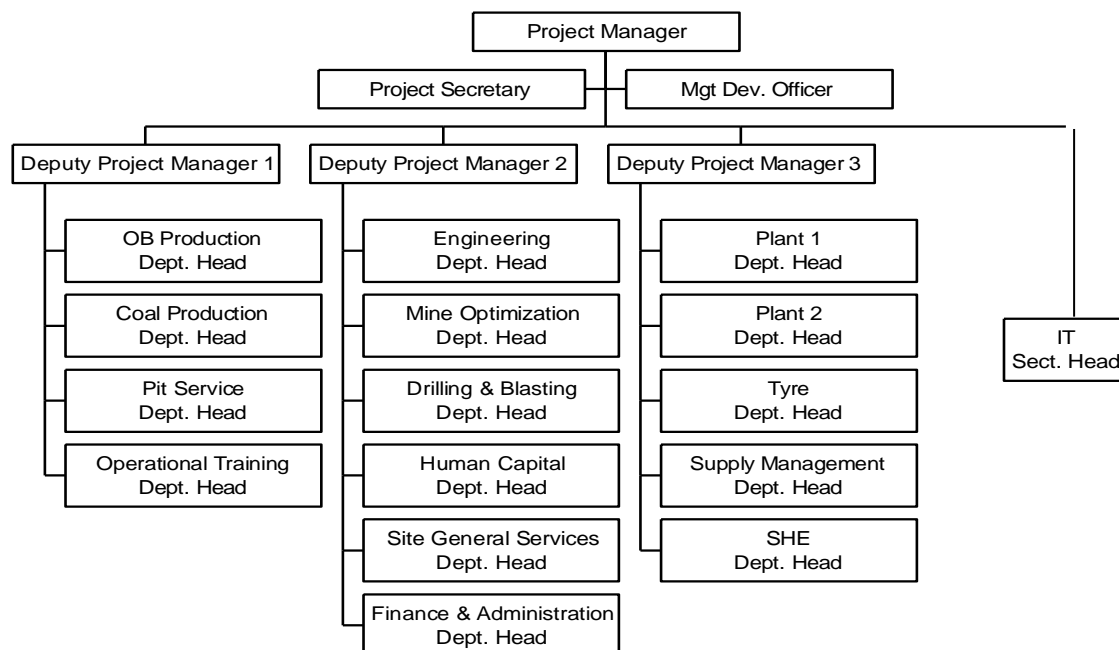 Project Manager
Project Secretary
Mgt Dev. Officer
Deputy Project Manager 1
Deputy Project Manager 2
Deputy Project Manager 3
OB Production
Dept. Head
Coal Production
Dept. Head
Pit Service
Dept. Head
Operational Training
Dept. Head
Engineering
Dept. Head
Mine Optimization
Dept. Head
Drilling & Blasting
Dept. Head
Human Capital
Dept. Head
Site General Services
Dept. Head
Finance & Administration
Dept. Head
Plant 1
Dept. Head
Plant 2
Dept. Head
Tyre
Dept. Head
Supply Management
Dept. Head
SHE
Dept. Head
IT
Sect. Head